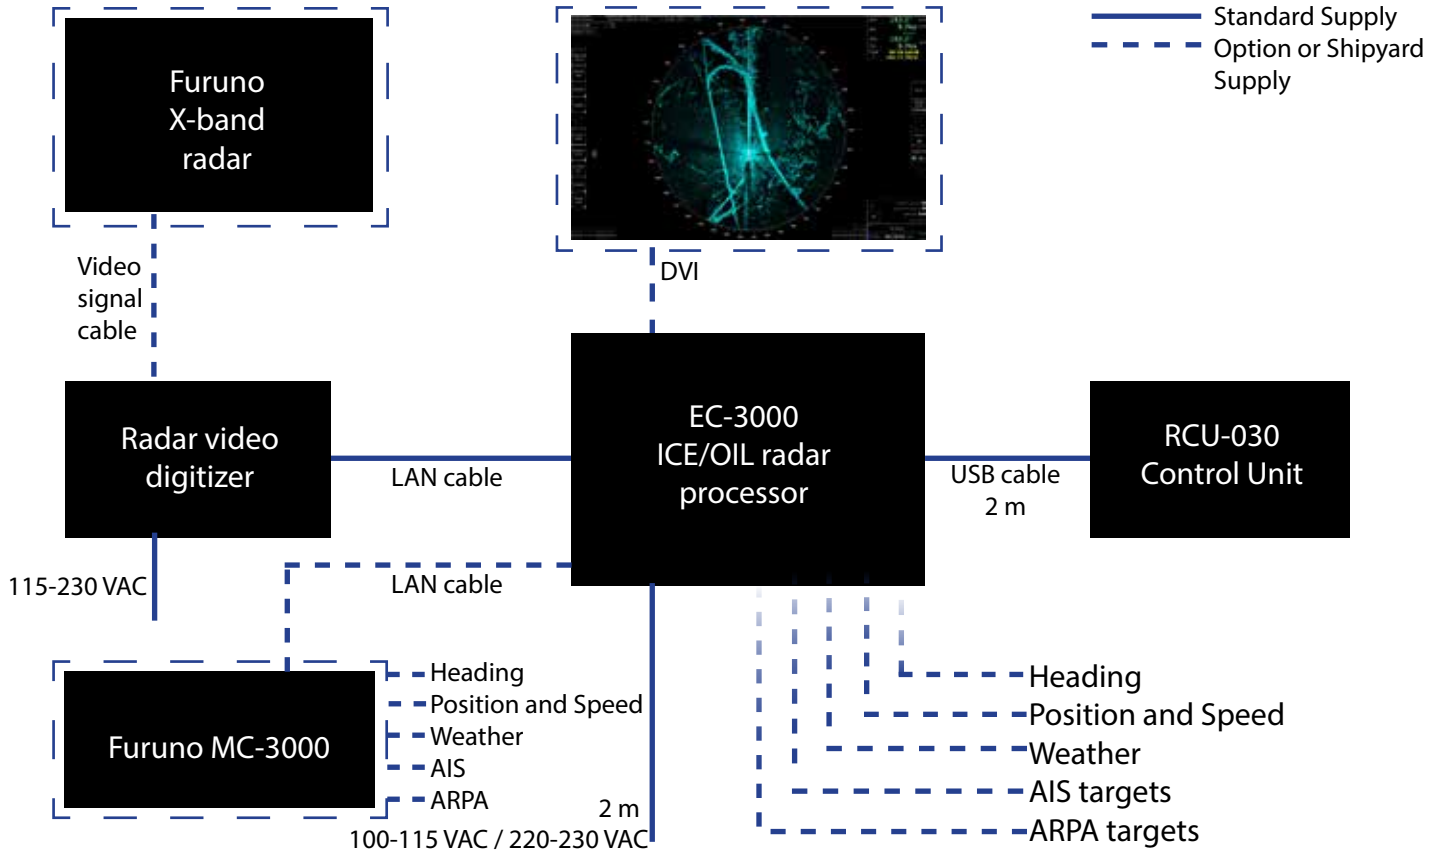 Standard Supply
Option or Shipyard
Supply
Furuno
X-band
radar
Video
signal
cable
DVI
Radar video
digitizer
LAN cable
EC-3000
ICE/OIL radar
processor
USB cable
2 m
RCU-030
Control Unit
115-230 VAC
LAN cable
Furuno MC-3000
Heading
Position and Speed
Weather
AIS
ARPA
2 m
100-115 VAC / 220-230 VAC
Heading
Position and Speed
Weather
AIS targets
ARPA targets